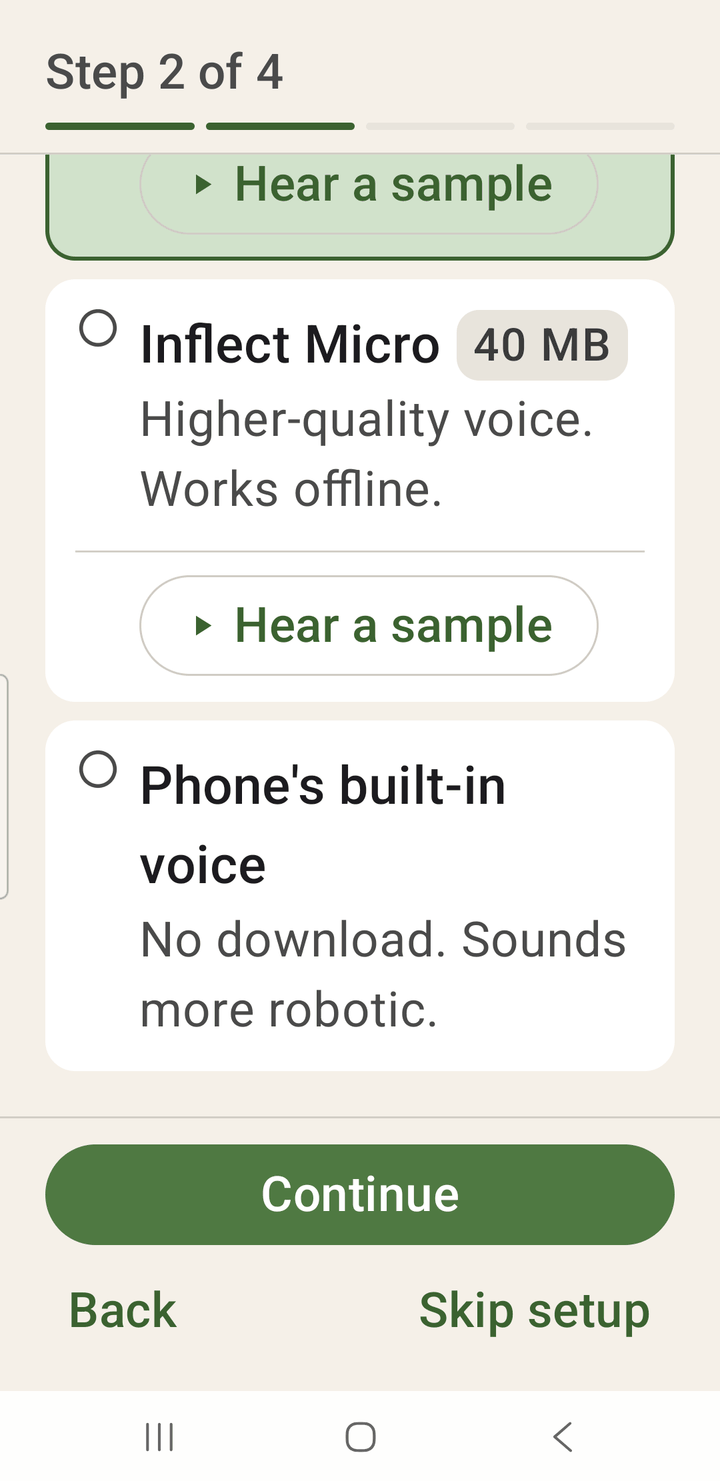 Step 2 of 4
Hear a sample
Inflect Micro 40 MB
Higher-quality voice.
Works offline.
Hear a sample
Phone's built-in
voice
No download. Sounds
more robotic.
Continue
Back Skip setup